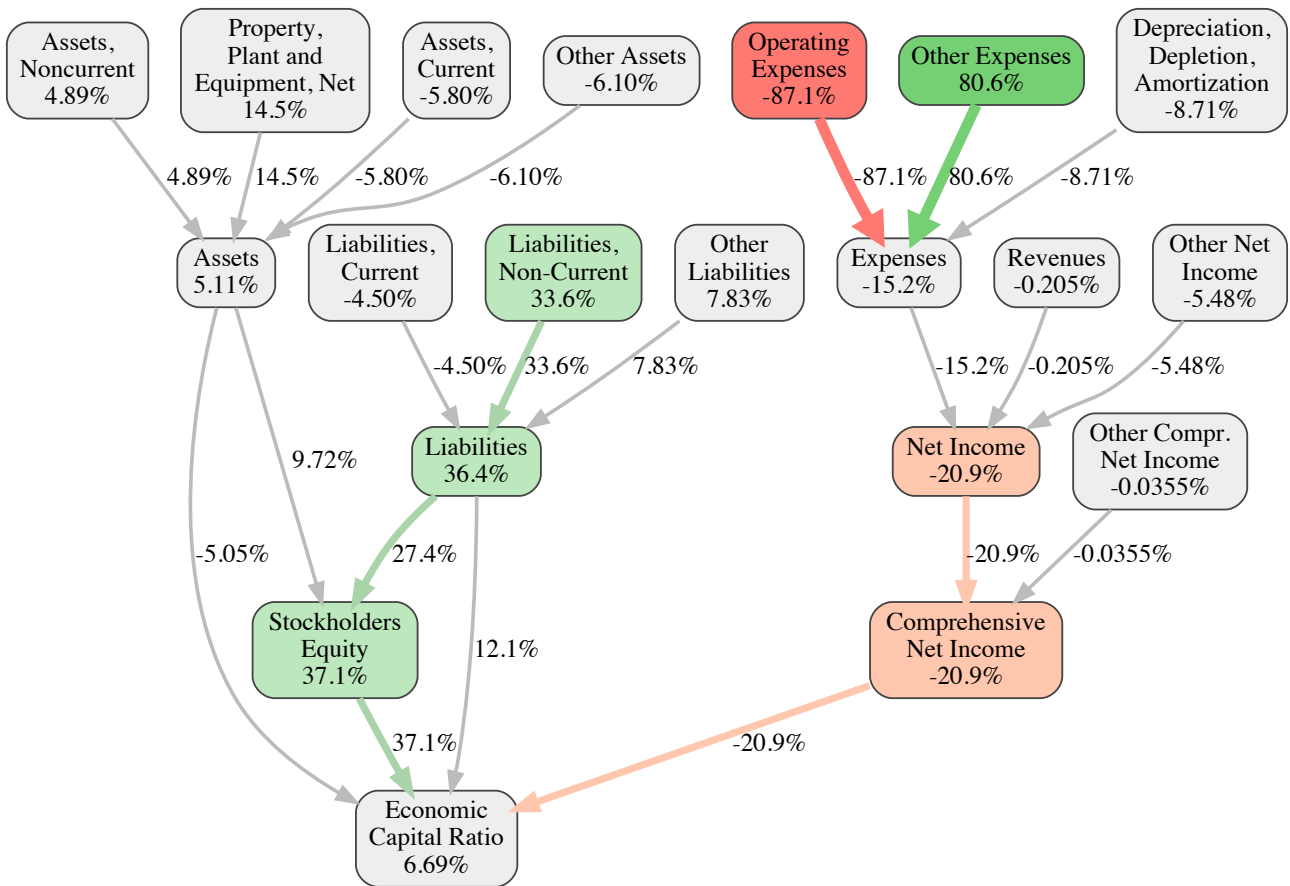 Assets,
Noncurrent
4.89%
Property,
Plant and
Equipment, Net
14.5%
Assets,
Current
-5.80%
Other Assets
-6.10%
Operating
Expenses
-87.1%
Other Expenses
80.6%
Depreciation,
Depletion,
Amortization
-8.71%
4.89%
14.5%
-5.80%
-6.10%
-87.1%
80.6%
-8.71%
Assets
5.11%
Liabilities,
Current
-4.50%
Liabilities,
Non-Current
33.6%
Other
Liabilities
7.83%
Expenses
-15.2%
Revenues
-0.205%
Other Net
Income
-5.48%
-4.50%
33.6%
7.83%
-15.2%
-0.205%
-5.48%
9.72%
Liabilities
36.4%
Net Income
-20.9%
Other Compr.
Net Income
-0.0355%
-5.05%
27.4%
-20.9%
-0.0355%
Stockholders
Equity
37.1%
12.1%
Comprehensive
Net Income
-20.9%
37.1%
-20.9%
Economic
Capital Ratio
6.69%